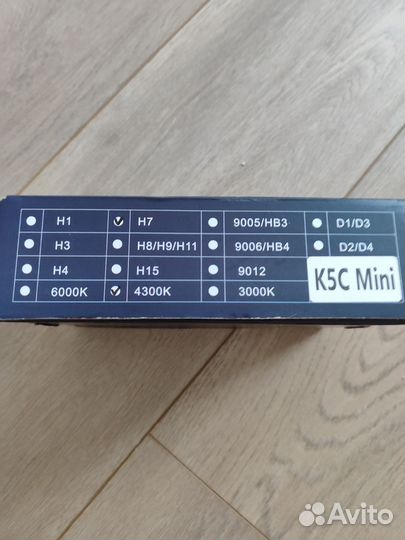 H1 H7 9005/HB3 D1/D3
H3 H8/H9/H11 9006/HB4 D2/D4
H4 H15 9012
6000K 4300K 3000K
K5C Mini
Avito